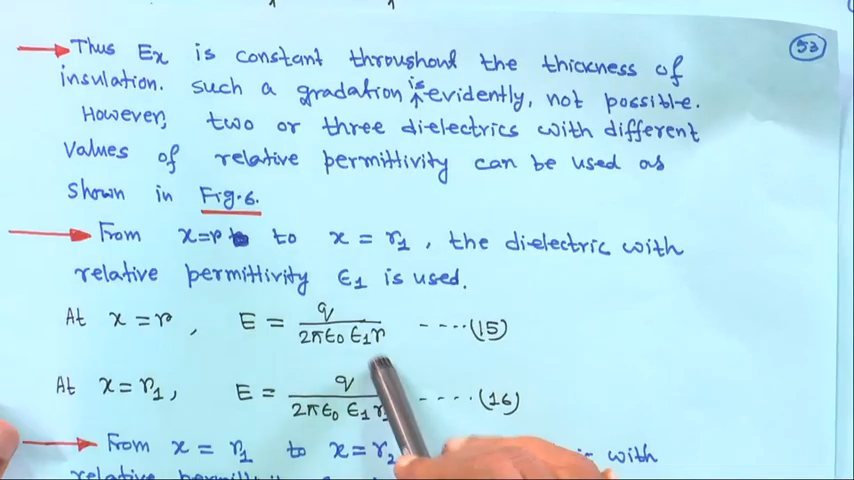 53
Thus Ex is constant throughout the thickness of
insulation. such a gradation is evidently, not possible.
However, two or three dielectrics with different
values of relative permittivity can be used as
shown in Fig.6.
From x=r to x = r1, the dielectric with
relative permittivity ϵ1 is used.
At x=r, E = q/(2πϵ0 ϵ1r) ----(15)
At x=r1, E = q/(2πϵ0 ϵ1 r1) ----(16)
From x = r1 to x=r2 with
relative